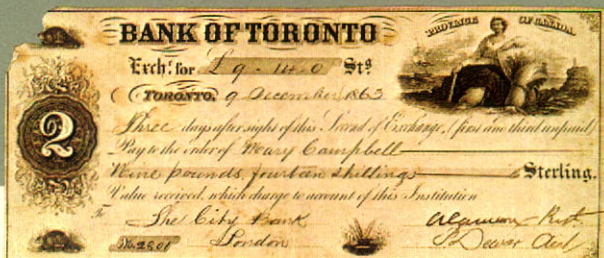 BANK OF TORONTO
PROVINCE OF CANADA
Exch: for £9-14-0 Stg
TORONTO, 9 December 1863
2
Three days after sight of this Second of Exchange, (first and third unpaid)
Pay to the order of Mary Campbell
Nine pounds, fourteen shillings Sterling.
Value received, which charge to account of this Institution
To The City Bank
London
No. 2800